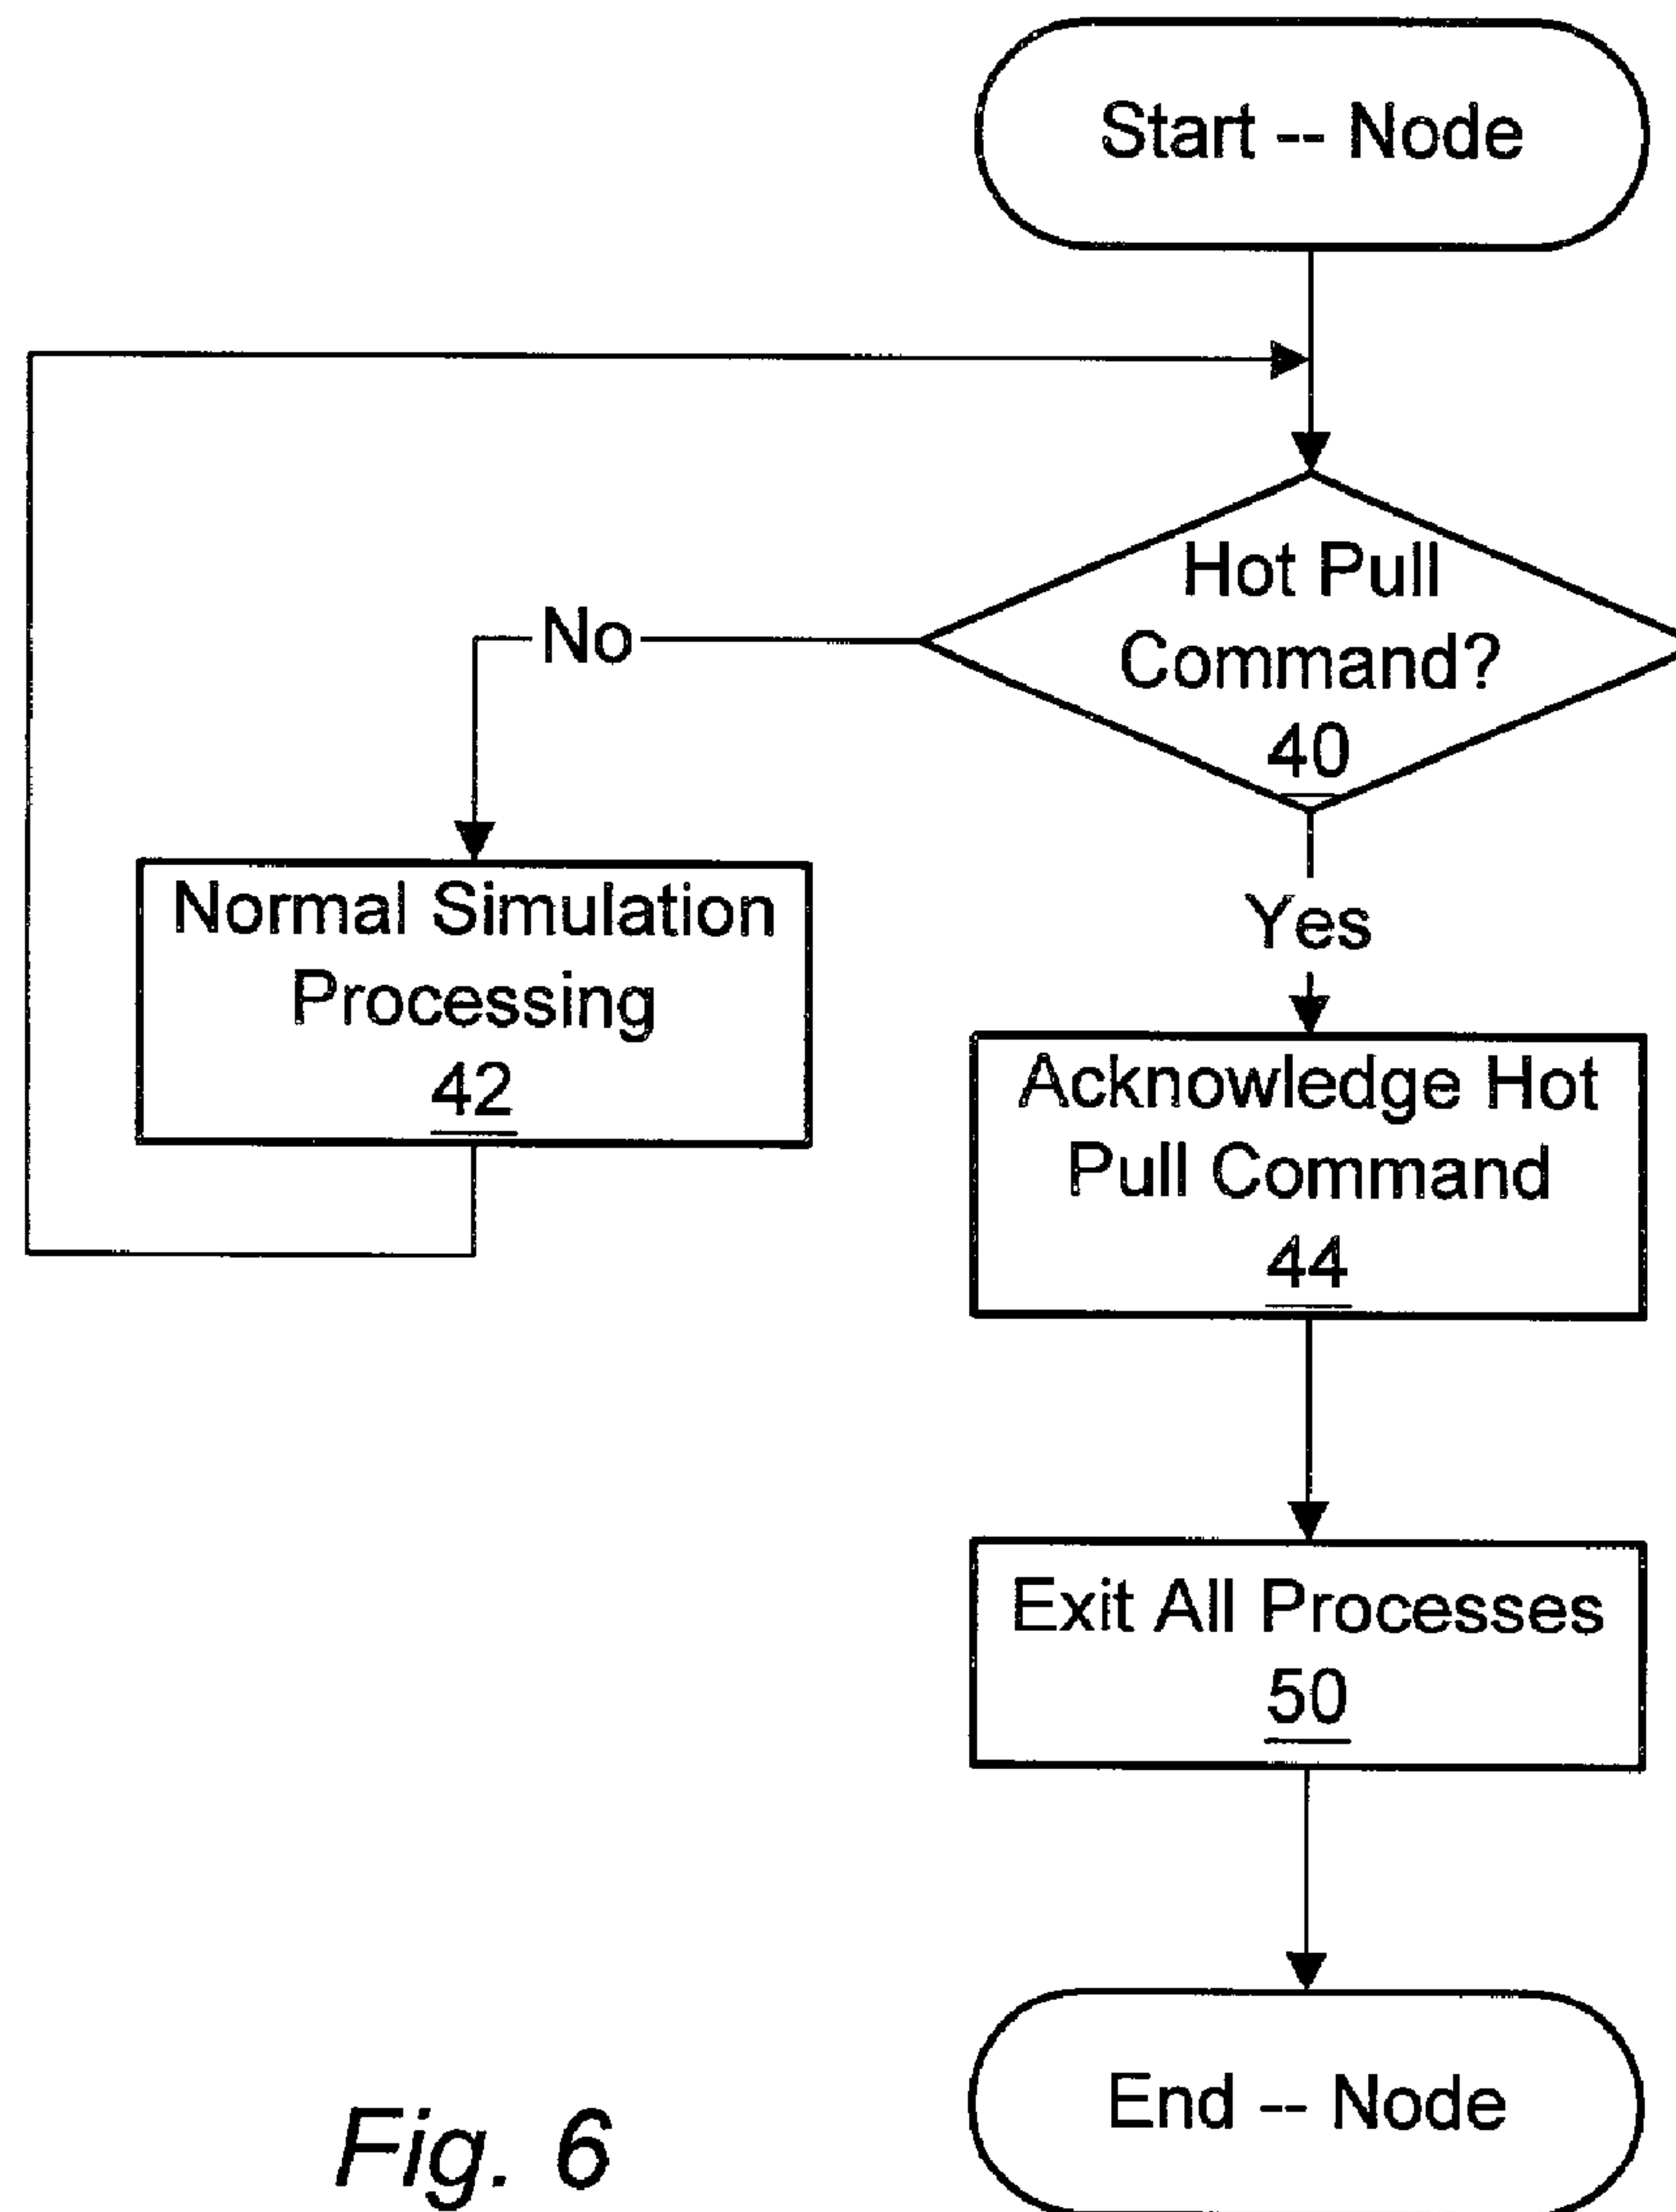 Start -- Node
Hot Pull
Command?
40
No
Yes
Normal Simulation
Processing
42
Acknowledge Hot
Pull Command
44
Exit All Processes
50
End -- Node
Fig. 6